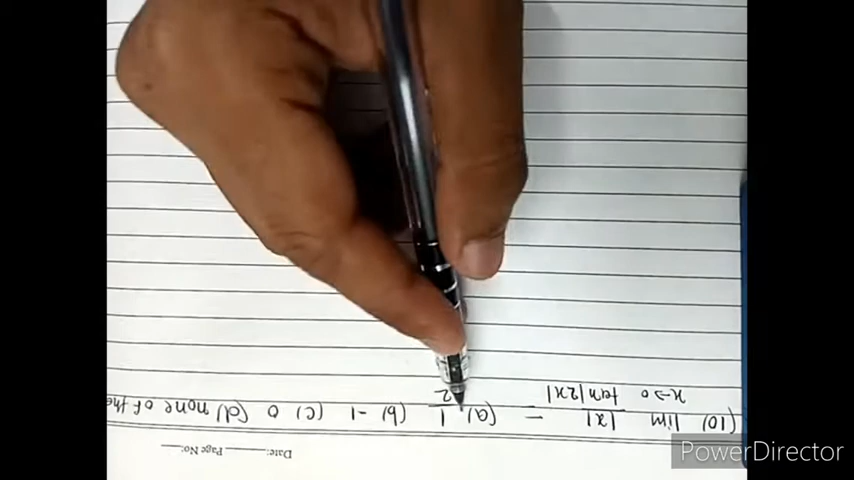 Date: Page No:
(10) lim x→0 |x| / tan|2x| = (a) 1/2 (b) -1 (c) 0 (d) none of the
PowerDirector